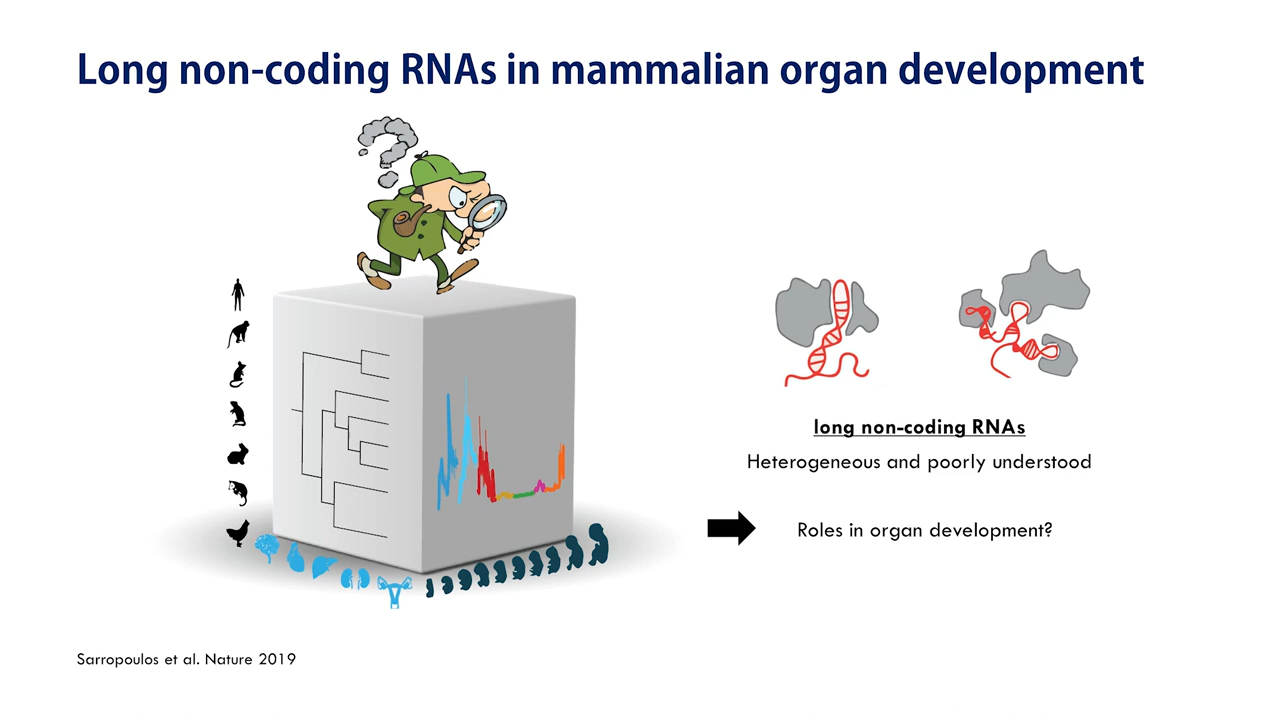 Long non-coding RNAs in mammalian organ development
long non-coding RNAs
Heterogeneous and poorly understood
Roles in organ development?
Sarropoulos et al. Nature 2019